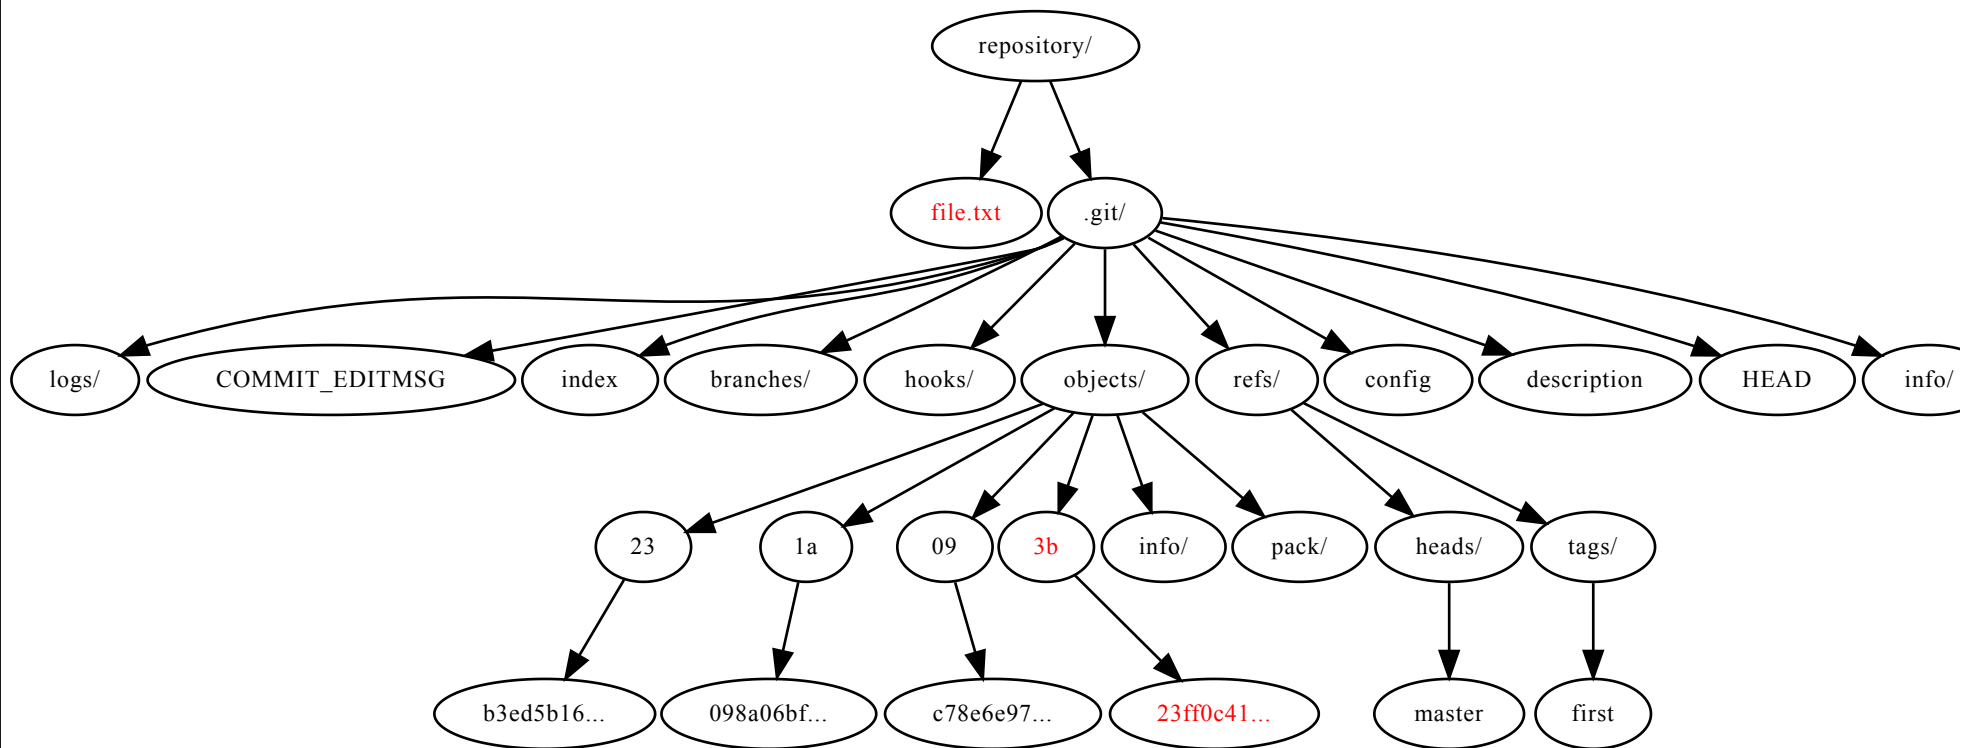 repository/
file.txt
.git/
logs/
COMMIT_EDITMSG
index
branches/
hooks/
objects/
refs/
config
description
HEAD
info/
23
1a
09
3b
info/
pack/
heads/
tags/
b3ed5b16...
098a06bf...
c78e6e97...
23ff0c41...
master
first